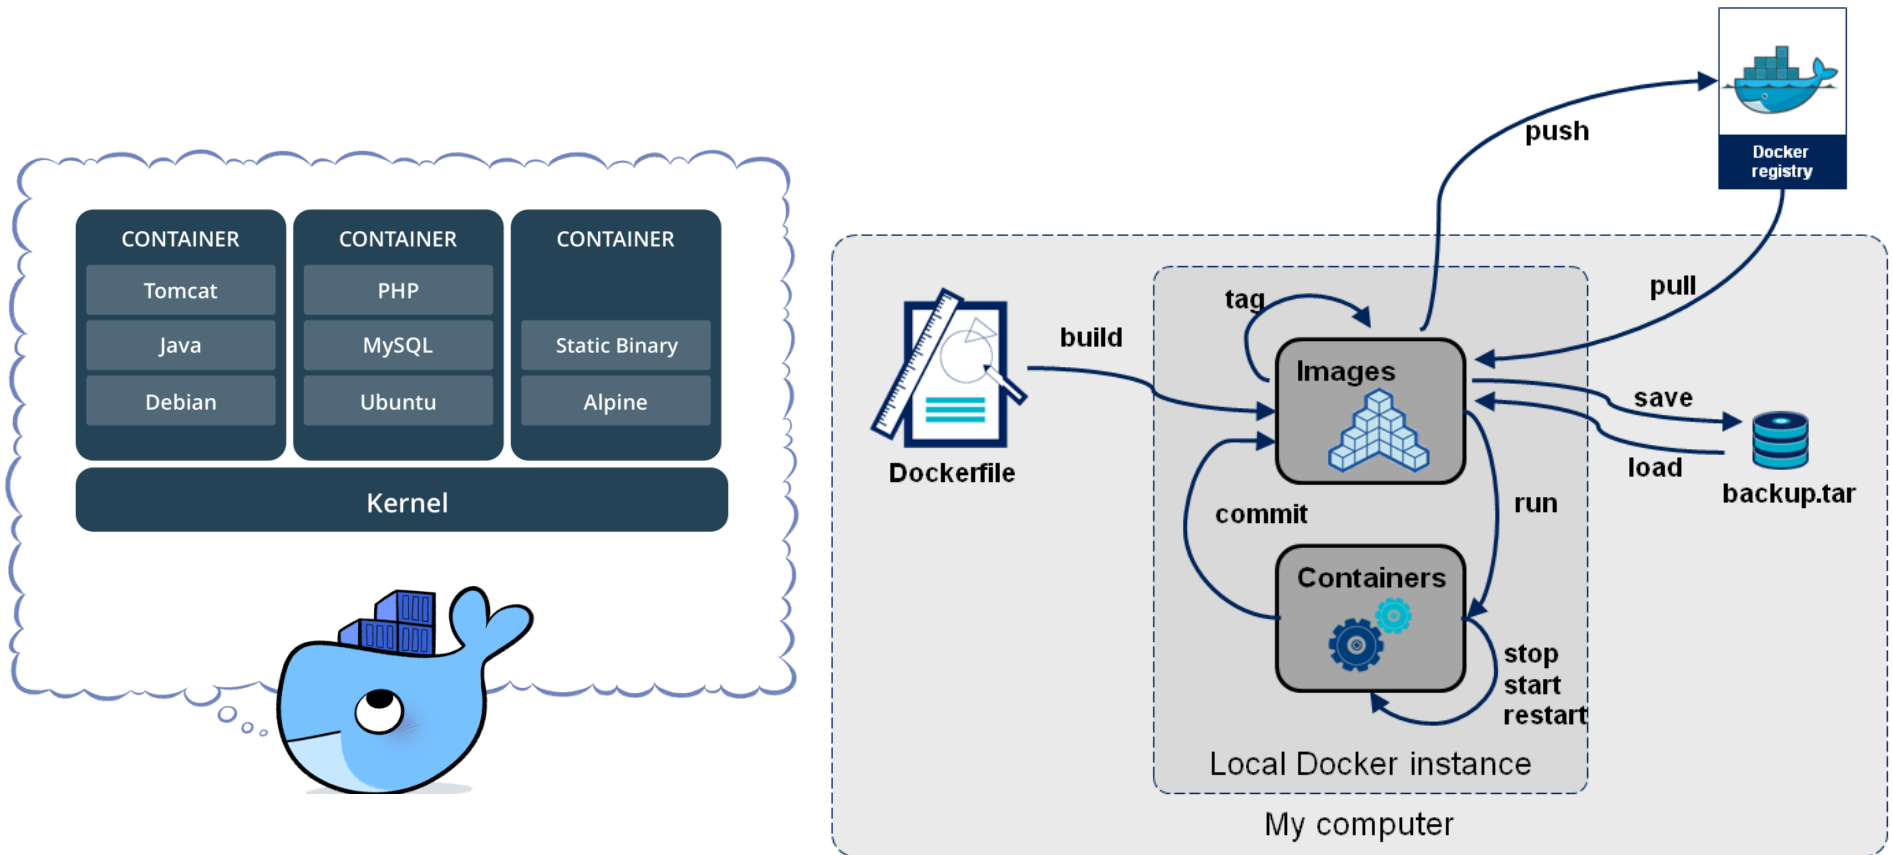 CONTAINER
Tomcat
Java
Debian
CONTAINER
PHP
MySQL
Ubuntu
CONTAINER
Static Binary
Alpine
Kernel
Docker
registry
push
pull
tag
build
Images
save
load
backup.tar
Dockerfile
commit
run
Containers
stop
start
restart
Local Docker instance
My computer